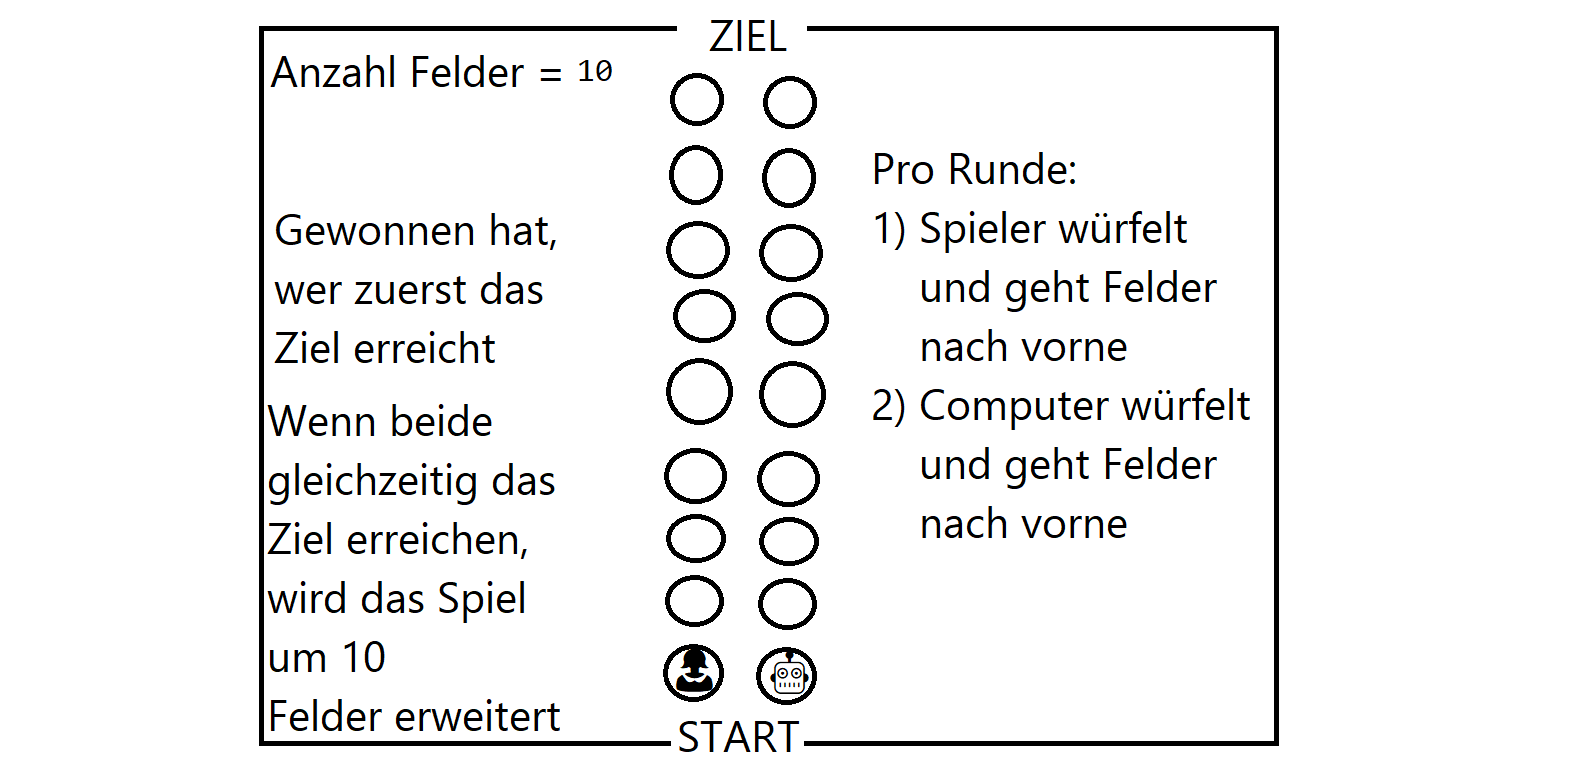 ZIEL
Anzahl Felder = 10
Gewonnen hat,
wer zuerst das
Ziel erreicht
Wenn beide
gleichzeitig das
Ziel erreichen,
wird das Spiel
um 10
Felder erweitert
Pro Runde:
1) Spieler würfelt
und geht Felder
nach vorne
2) Computer würfelt
und geht Felder
nach vorne
START